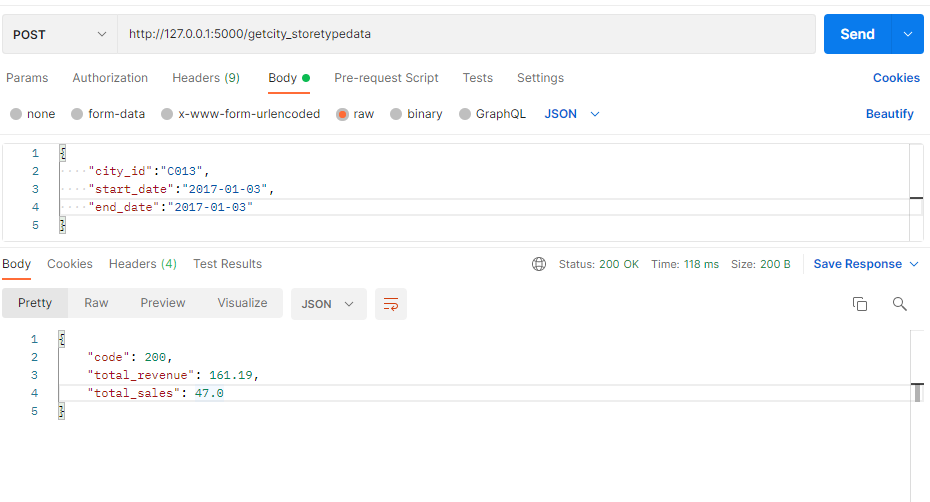 POST http://127.0.0.1:5000/getcity_storetypedata Send
Params Authorization Headers (9) Body Pre-request Script Tests Settings Cookies
none form-data x-www-form-urlencoded raw binary GraphQL JSON Beautify
1 {
2 "city_id":"C013",
3 "start_date":"2017-01-03",
4 "end_date":"2017-01-03"
5 }
Body Cookies Headers (4) Test Results Status: 200 OK Time: 118 ms Size: 200 B Save Response
Pretty Raw Preview Visualize JSON
1 {
2 "code": 200,
3 "total_revenue": 161.19,
4 "total_sales": 47.0
5 }